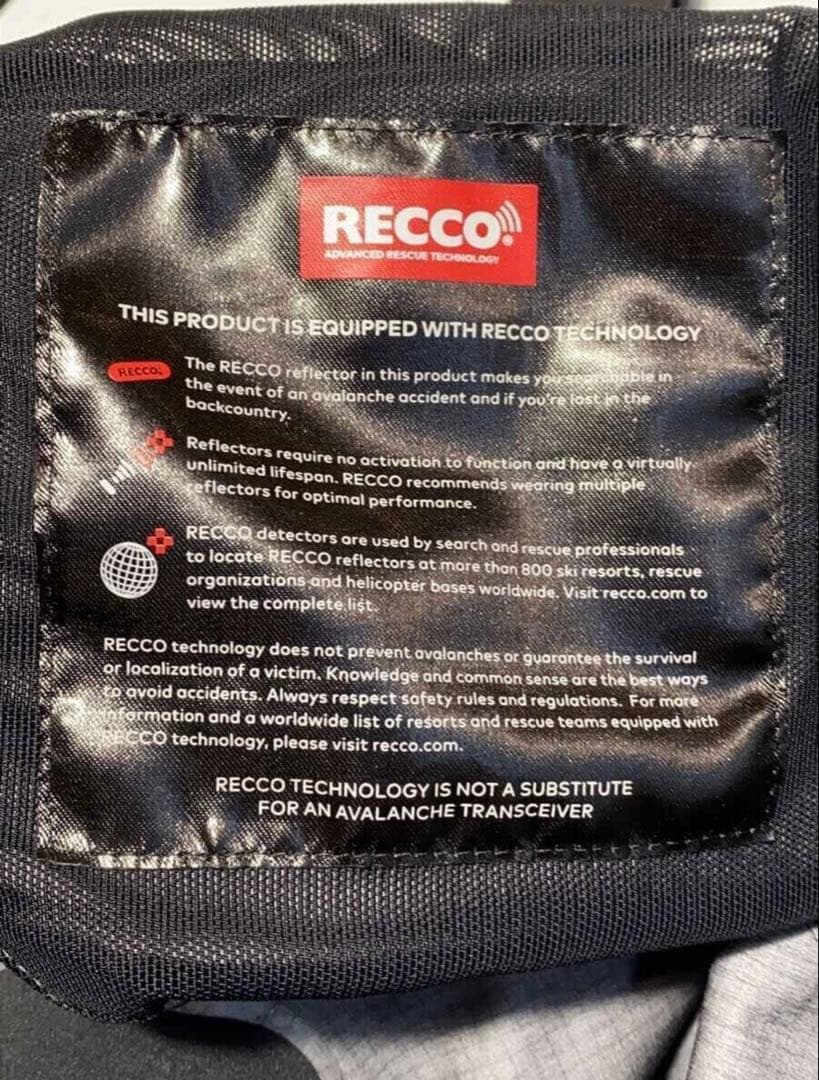 RECCO®
ADVANCED RESCUE TECHNOLOGY
THIS PRODUCT IS EQUIPPED WITH RECCO TECHNOLOGY
RECCO®
The RECCO reflector in this product makes you searchable in
the event of an avalanche accident and if you're lost in the
backcountry.
Reflectors require no activation to function and have a virtually
unlimited lifespan. RECCO recommends wearing multiple
reflectors for optimal performance.
RECCO detectors are used by search and rescue professionals
to locate RECCO reflectors at more than 800 ski resorts, rescue
organizations and helicopter bases worldwide. Visit recco.com to
view the complete list.
RECCO technology does not prevent avalanches or guarantee the survival
or localization of a victim. Knowledge and common sense are the best ways
to avoid accidents. Always respect safety rules and regulations. For more
information and a worldwide list of resorts and rescue teams equipped with
RECCO technology, please visit recco.com.
RECCO TECHNOLOGY IS NOT A SUBSTITUTE
FOR AN AVALANCHE TRANSCEIVER